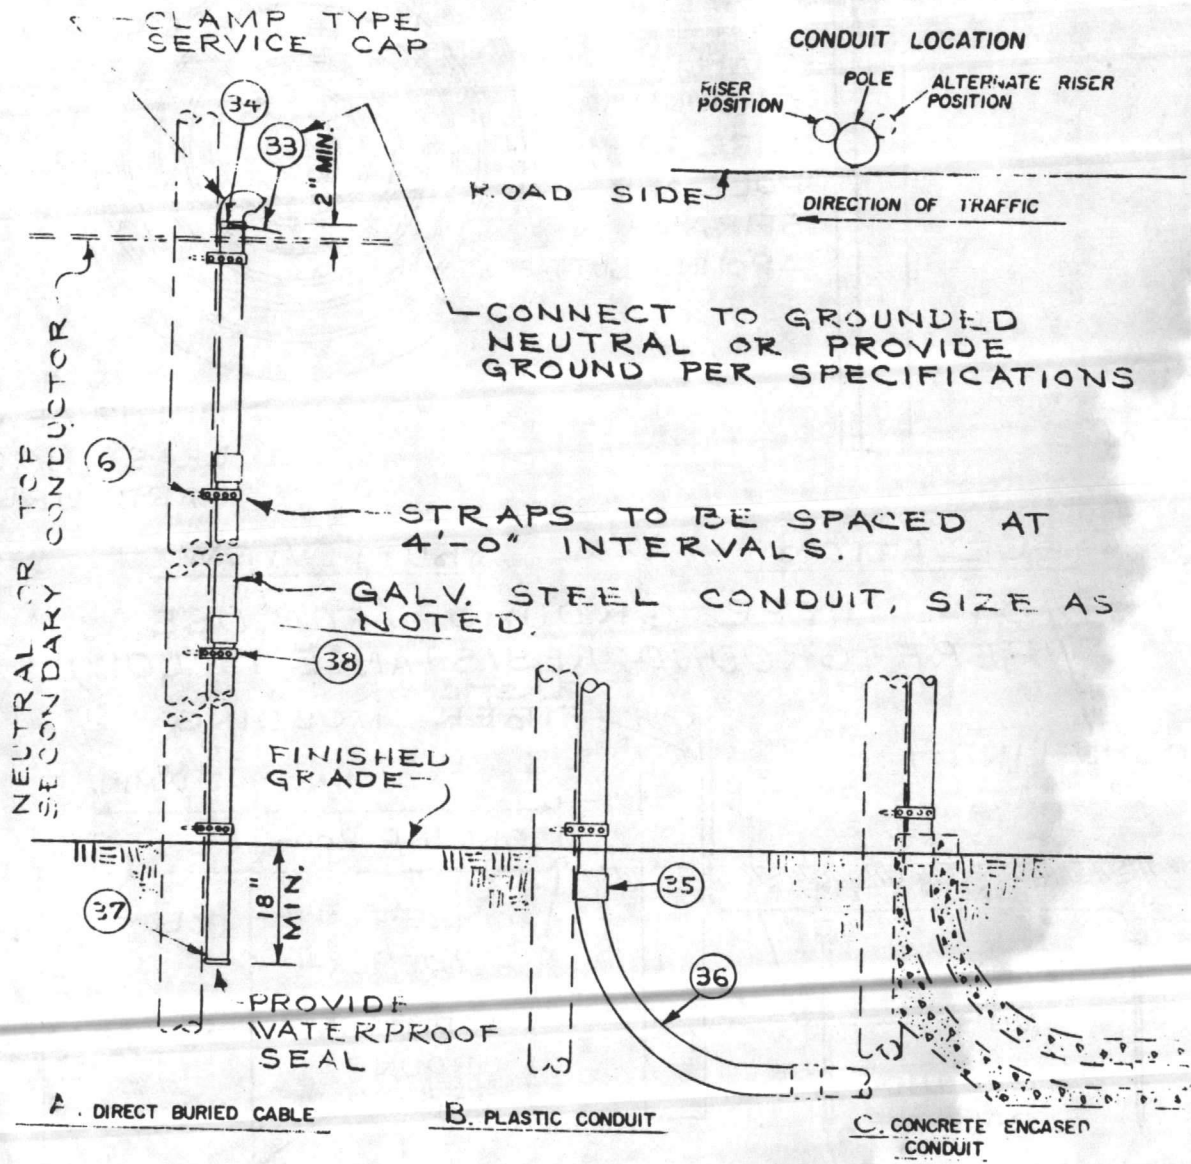 CLAMP TYPE
SERVICE CAP
34
33
2" MIN.
CONDUIT LOCATION
RISER
POSITION
POLE
ALTERNATE RISER
POSITION
ROAD SIDE
DIRECTION OF TRAFFIC
CONNECT TO GROUNDED
NEUTRAL OR PROVIDE
GROUND PER SPECIFICATIONS
NEUTRAL OR TOP
SECONDARY CONDUCTOR
6
STRAPS TO BE SPACED AT
4'-0" INTERVALS.
GALV. STEEL CONDUIT, SIZE AS
NOTED.
38
FINISHED
GRADE
37
18"
MIN.
35
36
PROVIDE
WATERPROOF
SEAL
A. DIRECT BURIED CABLE
B. PLASTIC CONDUIT
C. CONCRETE ENCASED
CONDUIT